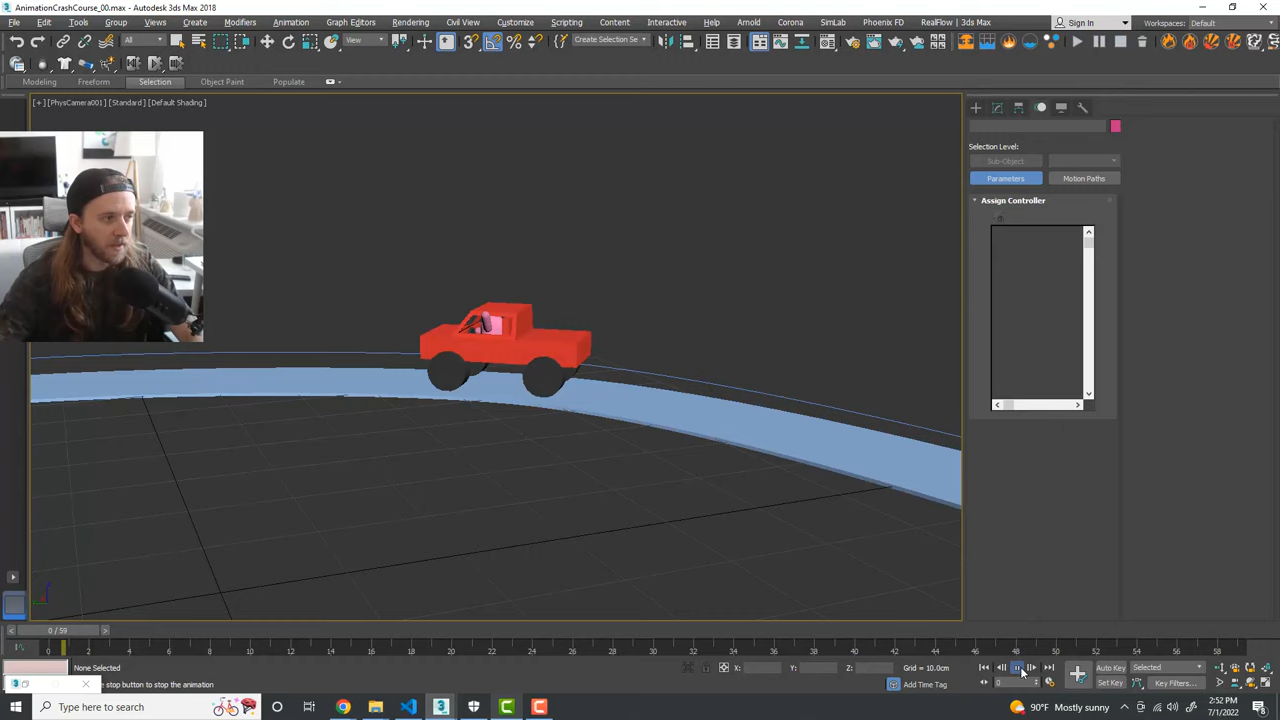 AnimationCrashCourse_00.max - Autodesk 3ds Max 2018
File Edit Tools Group Views Create Modifiers Animation Graph Editors Rendering Civil View Customize Scripting Content Interactive Help Arnold Corona SimLab Phoenix FD RealFlow | 3ds Max Sign In Workspaces: Default
All View Create Selection Se
Modeling Freeform Selection Object Paint Populate
[+] [PhysCamera001] [Standard] [Default Shading]
Selection Level:
Sub-Object
Parameters Motion Paths
Assign Controller
0 / 59
0 2 4 6 8 10 12 14 16 18 20 22 24 26 28 30 32 34 36 38 40 42 44 46 48 50 52 54 56 58
None Selected X: Y: Z: Grid = 10.0cm Auto Key Selected
stop button to stop the animation Add Time Tag 0 Set Key Key Filters...
Type here to search 90°F Mostly sunny 2:52 PM
7/1/2022